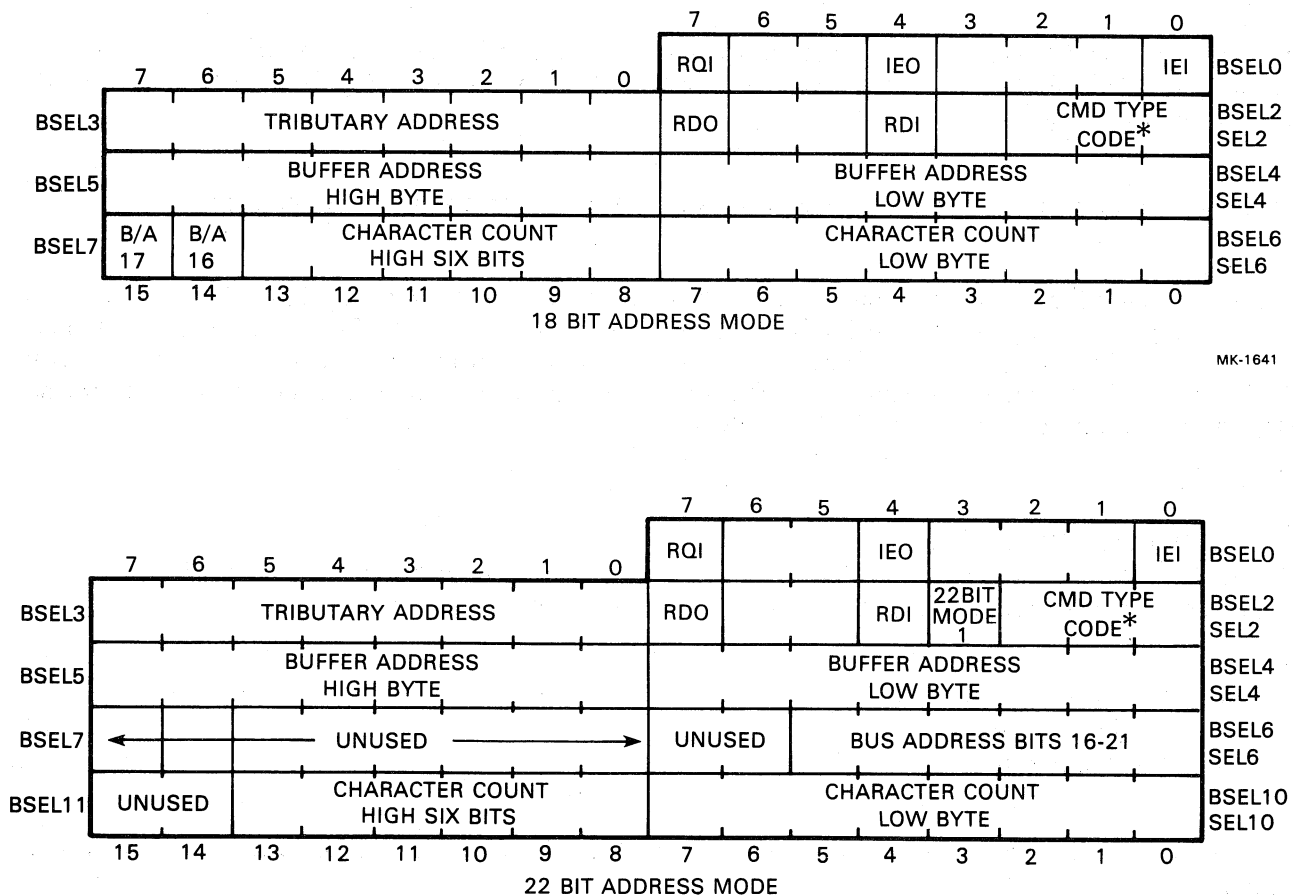 7 6 5 4 3 2 1 0
RQI IEO IEI BSEL0
7 6 5 4 3 2 1 0
BSEL3 TRIBUTARY ADDRESS RDO RDI CMD TYPE CODE* BSEL2 SEL2
BSEL5 BUFFER ADDRESS HIGH BYTE BUFFER ADDRESS LOW BYTE BSEL4 SEL4
BSEL7 B/A 17 B/A 16 CHARACTER COUNT HIGH SIX BITS CHARACTER COUNT LOW BYTE BSEL6 SEL6
15 14 13 12 11 10 9 8 7 6 5 4 3 2 1 0
18 BIT ADDRESS MODE
MK-1641
7 6 5 4 3 2 1 0
RQI IEO IEI BSEL0
7 6 5 4 3 2 1 0
BSEL3 TRIBUTARY ADDRESS RDO RDI 22BIT MODE 1 CMD TYPE CODE* BSEL2 SEL2
BSEL5 BUFFER ADDRESS HIGH BYTE BUFFER ADDRESS LOW BYTE BSEL4 SEL4
BSEL7 UNUSED UNUSED BUS ADDRESS BITS 16-21 BSEL6 SEL6
BSEL11 UNUSED CHARACTER COUNT HIGH SIX BITS CHARACTER COUNT LOW BYTE BSEL10 SEL10
15 14 13 12 11 10 9 8 7 6 5 4 3 2 1 0
22 BIT ADDRESS MODE